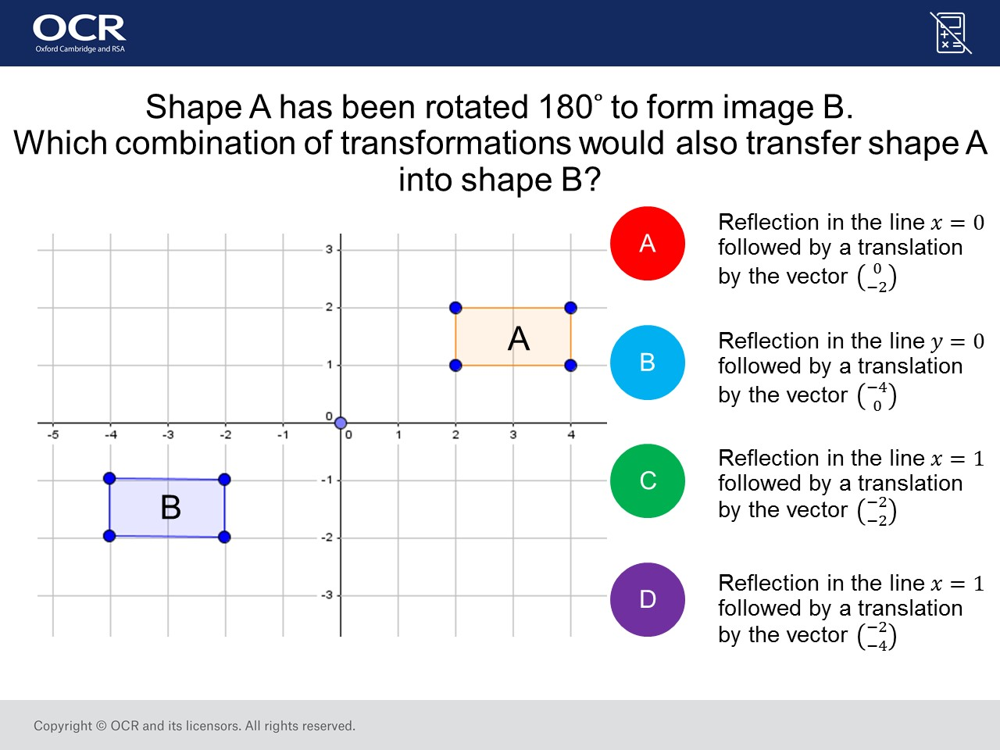 OCR
Oxford Cambridge and RSA
Shape A has been rotated 180° to form image B.
Which combination of transformations would also transfer shape A
into shape B?
A
Reflection in the line x = 0
followed by a translation
by the vector (0 −2)
B
Reflection in the line y = 0
followed by a translation
by the vector (−4 0)
C
Reflection in the line x = 1
followed by a translation
by the vector (−2 −2)
D
Reflection in the line x = 1
followed by a translation
by the vector (−2 −4)
3
2
A
1
0
-5 -4 -3 -2 -1 0 1 2 3 4
-1
B
-2
-3
Copyright © OCR and its licensors. All rights reserved.